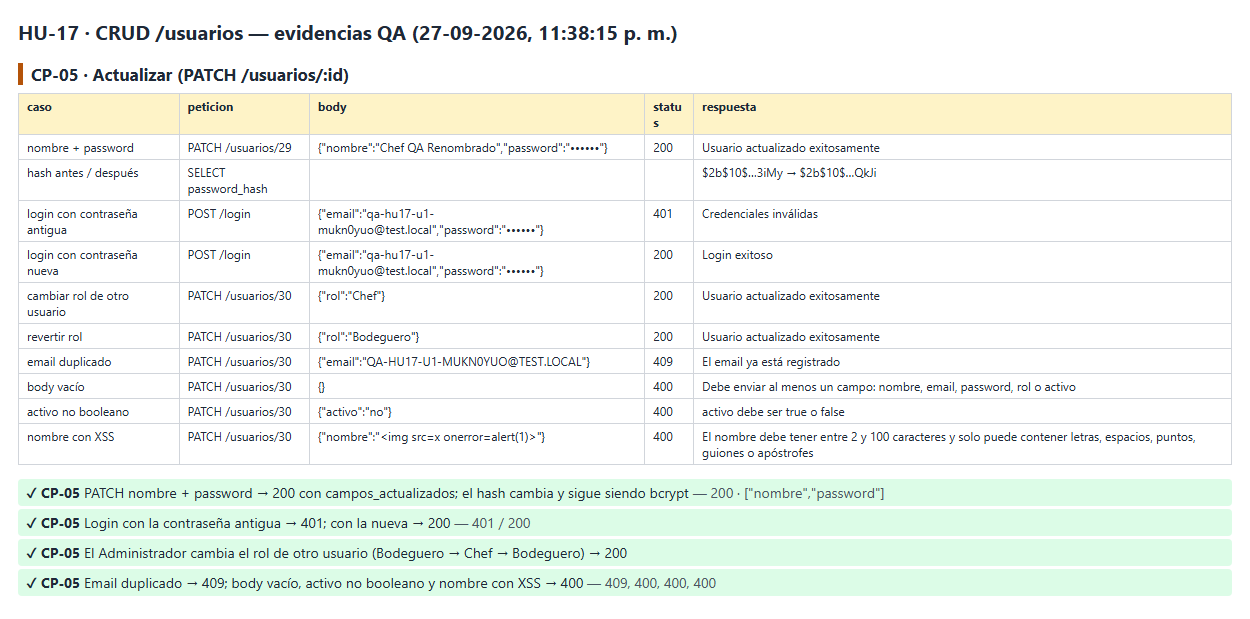 HU-17 · CRUD /usuarios — evidencias QA (27-09-2026, 11:38:15 p. m.)
CP-05 · Actualizar (PATCH /usuarios/:id)
caso peticion body statu
s respuesta
nombre + password PATCH /usuarios/29 {"nombre":"Chef QA Renombrado","password":"••••••"} 200 Usuario actualizado exitosamente
hash antes / después SELECT
password_hash $2b$10$…3iMy → $2b$10$…QkJi
login con contraseña
antigua POST /login {"email":"qa-hu17-u1-
mukn0yuo@test.local","password":"••••••"} 401 Credenciales inválidas
login con contraseña
nueva POST /login {"email":"qa-hu17-u1-
mukn0yuo@test.local","password":"••••••"} 200 Login exitoso
cambiar rol de otro
usuario PATCH /usuarios/30 {"rol":"Chef"} 200 Usuario actualizado exitosamente
revertir rol PATCH /usuarios/30 {"rol":"Bodeguero"} 200 Usuario actualizado exitosamente
email duplicado PATCH /usuarios/30 {"email":"QA-HU17-U1-MUKN0YUO@TEST.LOCAL"} 409 El email ya está registrado
body vacío PATCH /usuarios/30 {} 400 Debe enviar al menos un campo: nombre, email, password, rol o activo
activo no booleano PATCH /usuarios/30 {"activo":"no"} 400 activo debe ser true o false
nombre con XSS PATCH /usuarios/30 {"nombre":"<img src=x onerror=alert(1)>"} 400 El nombre debe tener entre 2 y 100 caracteres y solo puede contener letras, espacios, puntos,
guiones o apóstrofes
✓ CP-05 PATCH nombre + password → 200 con campos_actualizados; el hash cambia y sigue siendo bcrypt — 200 · ["nombre","password"]
✓ CP-05 Login con la contraseña antigua → 401; con la nueva → 200 — 401 / 200
✓ CP-05 El Administrador cambia el rol de otro usuario (Bodeguero → Chef → Bodeguero) → 200
✓ CP-05 Email duplicado → 409; body vacío, activo no booleano y nombre con XSS → 400 — 409, 400, 400, 400